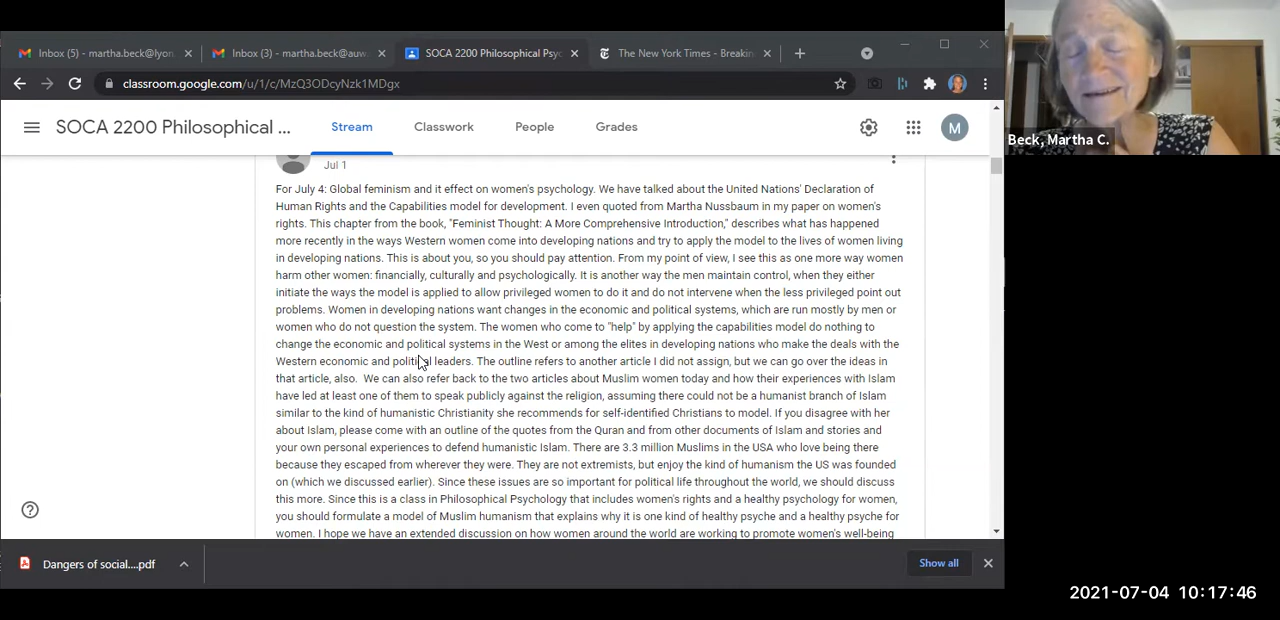 Inbox (5) - martha.beck@lyon
Inbox (3) - martha.beck@auw
SOCA 2200 Philosophical Psyc
The New York Times - Breakin
classroom.google.com/u/1/c/MzQ3ODcyNzk1MDgx
SOCA 2200 Philosophical ...
Stream
Classwork
People
Grades
M
Beck, Martha C.
Jul 1
For July 4: Global feminism and it effect on women's psychology. We have talked about the United Nations' Declaration of
Human Rights and the Capabilities model for development. I even quoted from Martha Nussbaum in my paper on women's
rights. This chapter from the book, "Feminist Thought: A More Comprehensive Introduction," describes what has happened
more recently in the ways Western women come into developing nations and try to apply the model to the lives of women living
in developing nations. This is about you, so you should pay attention. From my point of view, I see this as one more way women
harm other women: financially, culturally and psychologically. It is another way the men maintain control, when they either
initiate the ways the model is applied to allow privileged women to do it and do not intervene when the less privileged point out
problems. Women in developing nations want changes in the economic and political systems, which are run mostly by men or
women who do not question the system. The women who come to "help" by applying the capabilities model do nothing to
change the economic and political systems in the West or among the elites in developing nations who make the deals with the
Western economic and political leaders. The outline refers to another article I did not assign, but we can go over the ideas in
that article, also. We can also refer back to the two articles about Muslim women today and how their experiences with Islam
have led at least one of them to speak publicly against the religion, assuming there could not be a humanist branch of Islam
similar to the kind of humanistic Christianity she recommends for self-identified Christians to model. If you disagree with her
about Islam, please come with an outline of the quotes from the Quran and from other documents of Islam and stories and
your own personal experiences to defend humanistic Islam. There are 3.3 million Muslims in the USA who love being there
because they escaped from wherever they were. They are not extremists, but enjoy the kind of humanism the US was founded
on (which we discussed earlier). Since these issues are so important for political life throughout the world, we should discuss
this more. Since this is a class in Philosophical Psychology that includes women's rights and a healthy psychology for women,
you should formulate a model of Muslim humanism that explains why it is one kind of healthy psyche and a healthy psyche for
women. I hope we have an extended discussion on how women around the world are working to promote women's well-being
Dangers of social....pdf
Show all
2021-07-04 10:17:46